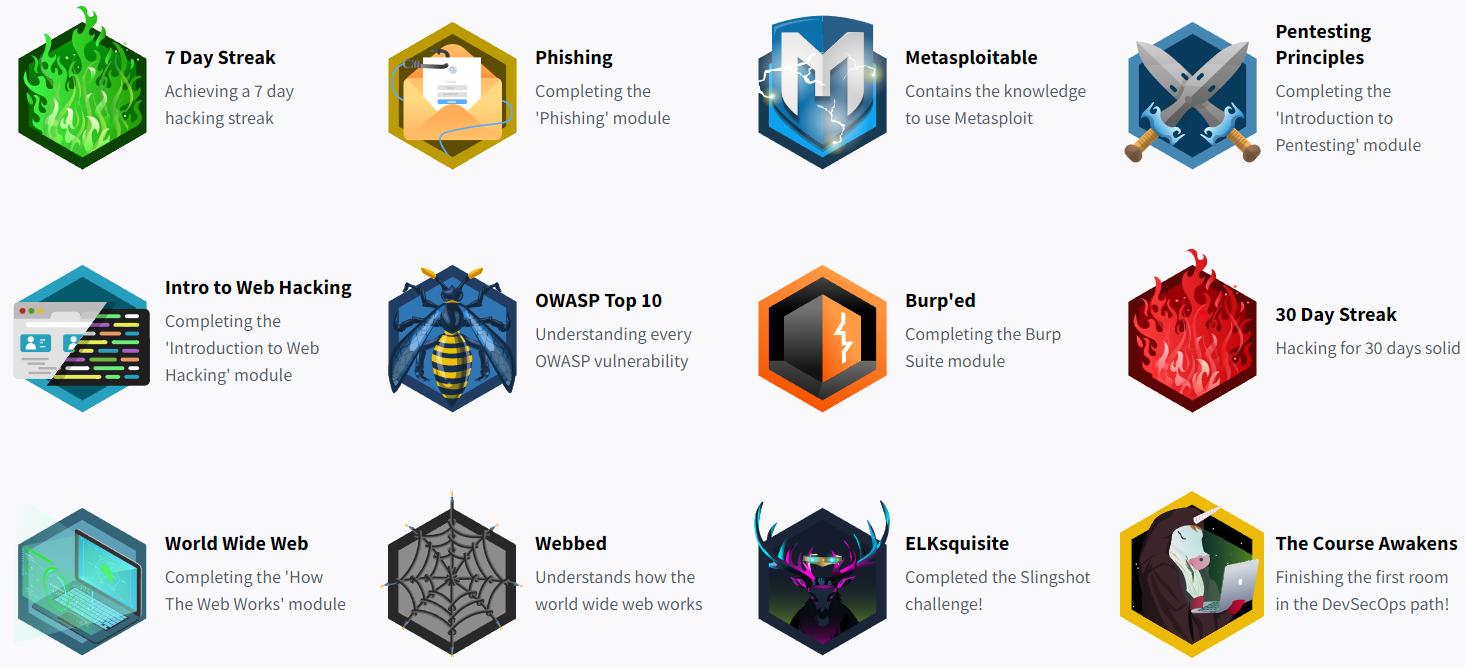 7 Day Streak
Achieving a 7 day
hacking streak
Phishing
Completing the
'Phishing' module
Metasploitable
Contains the knowledge
to use Metasploit
Pentesting
Principles
Completing the
'Introduction to
Pentesting' module
Intro to Web Hacking
Completing the
'Introduction to Web
Hacking' module
OWASP Top 10
Understanding every
OWASP vulnerability
Burp'ed
Completing the Burp
Suite module
30 Day Streak
Hacking for 30 days solid
World Wide Web
Completing the 'How
The Web Works' module
Webbed
Understands how the
world wide web works
ELKsquisite
Completed the Slingshot
challenge!
The Course Awakens
Finishing the first room
in the DevSecOps path!